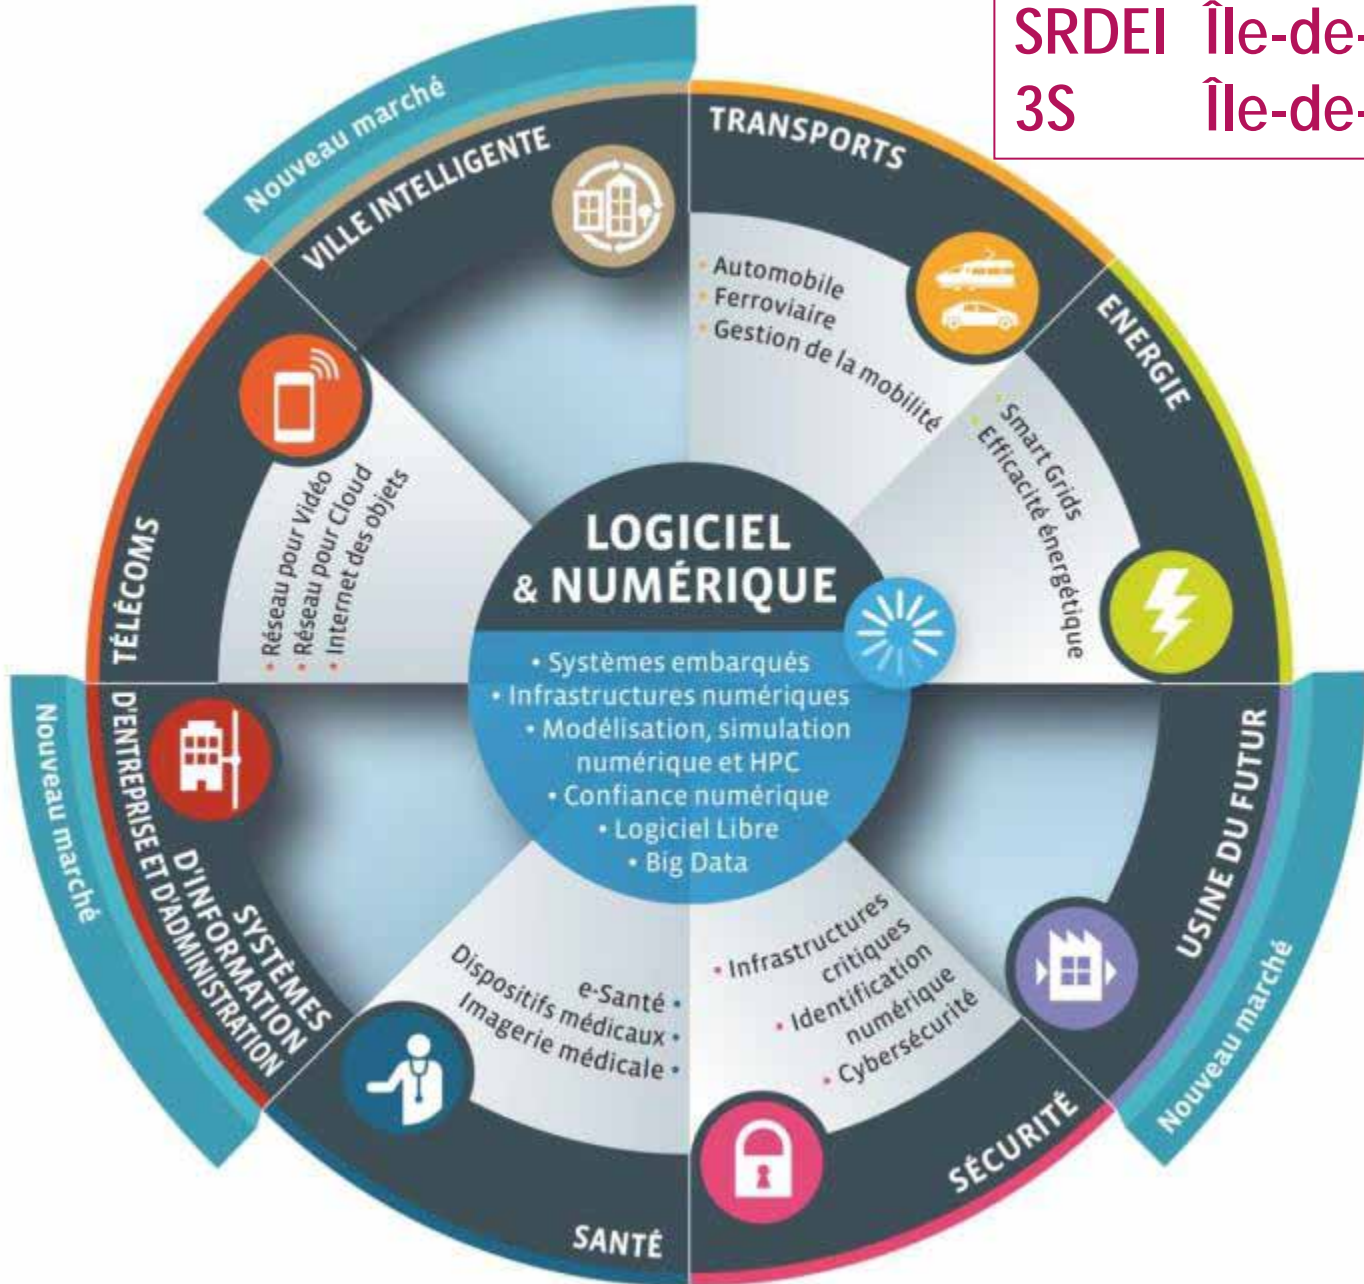 SRDEI Île-de-
3S Île-de-
Nouveau marché
VILLE INTELLIGENTE
TRANSPORTS
• Automobile
• Ferroviaire
• Gestion de la mobilité
ENERGIE
• Smart Grids
• Efficacité énergétique
TÉLÉCOMS
• Réseau pour Vidéo
• Réseau pour Cloud
• Internet des objets
LOGICIEL
& NUMÉRIQUE
• Systèmes embarqués
• Infrastructures numériques
• Modélisation, simulation
numérique et HPC
• Confiance numérique
• Logiciel Libre
• Big Data
Nouveau marché
SYSTÈMES
D'INFORMATION
D'ENTREPRISE ET D'ADMINISTRATION
USINE DU FUTUR
Nouveau marché
e-Santé •
Dispositifs médicaux •
Imagerie médicale •
SANTÉ
• Infrastructures
critiques
• Identification
numérique
• Cybersécurité
SÉCURITÉ